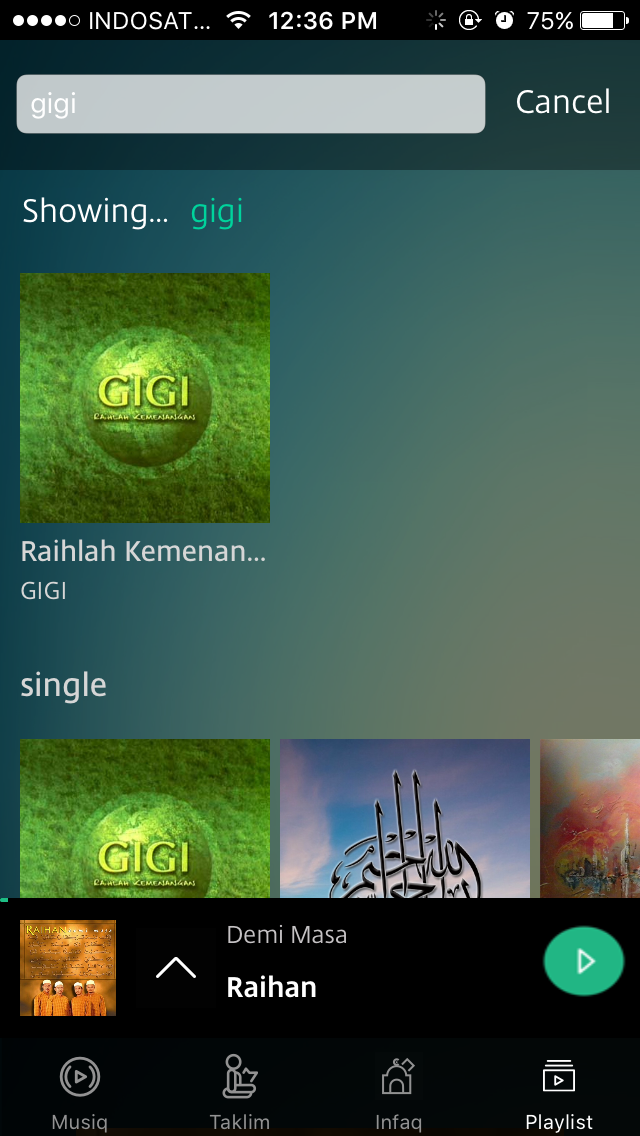 INDOSAT... 12:36 PM 75%
gigi Cancel
Showing... gigi
GIGI
RAIHLAH KEMENANGAN
Raihlah Kemenan...
GIGI
single
GIGI
RAIHLAH KEMENANGAN
RAIHAN
Demi Masa
Raihan
Musiq Taklim Infaq Playlist